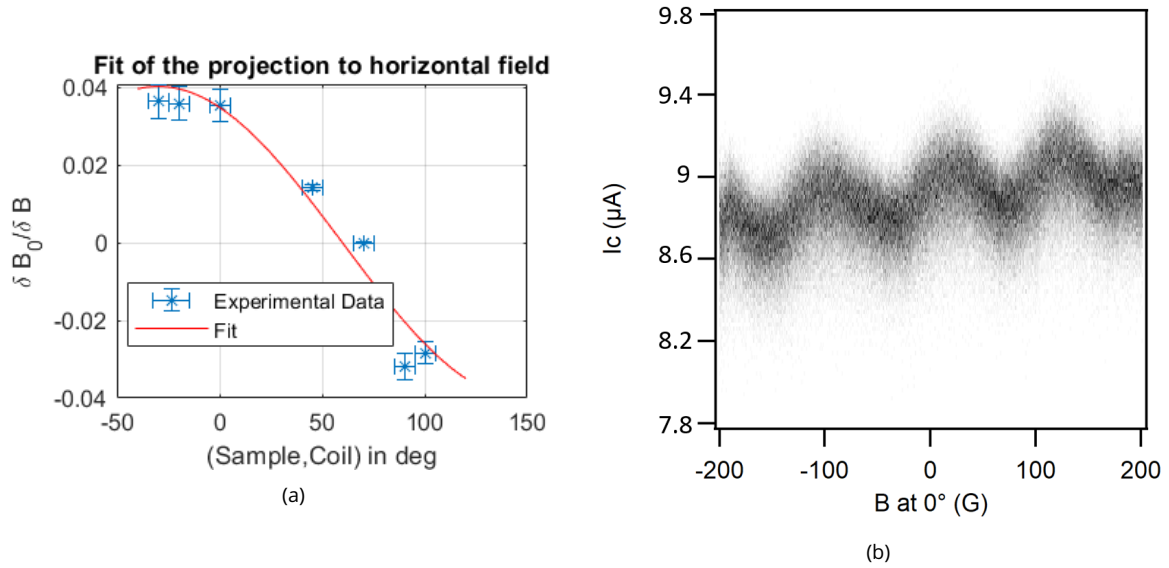 Fit of the projection to horizontal field
δ B₀/δ B
0.04
0.02
0
-0.02
-0.04
Experimental Data
Fit
-50
0
50
100
150
(Sample,Coil) in deg
(a)
Ic (µA)
9.8
9.4
9
8.6
8.2
7.8
-200
-100
0
100
200
B at 0° (G)
(b)